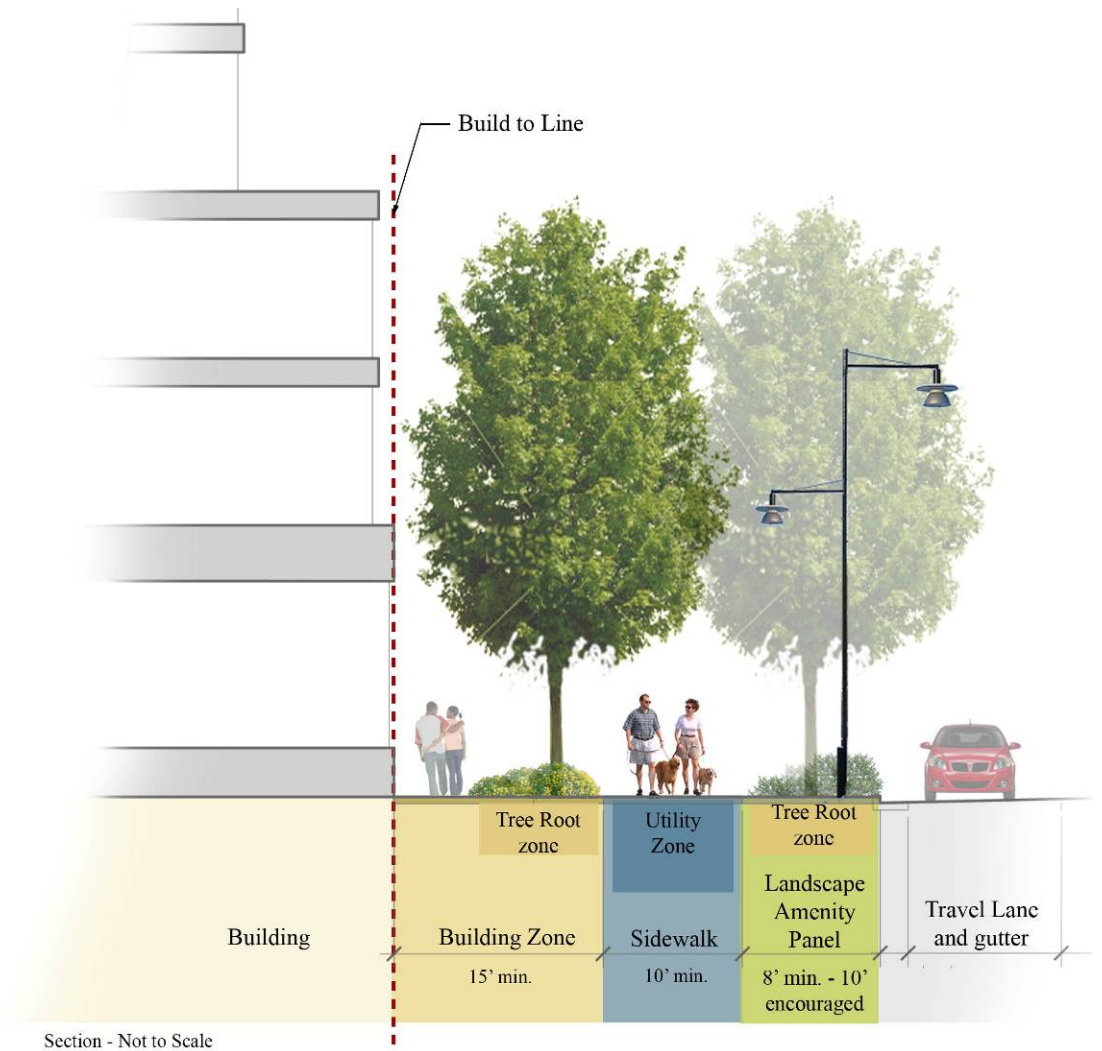 Build to Line
Tree Root
zone
Utility
Zone
Tree Root
zone
Landscape
Amenity
Panel
Building
Building Zone
Sidewalk
Travel Lane
and gutter
15’ min.
10’ min.
8’ min. - 10’
encouraged
Section - Not to Scale